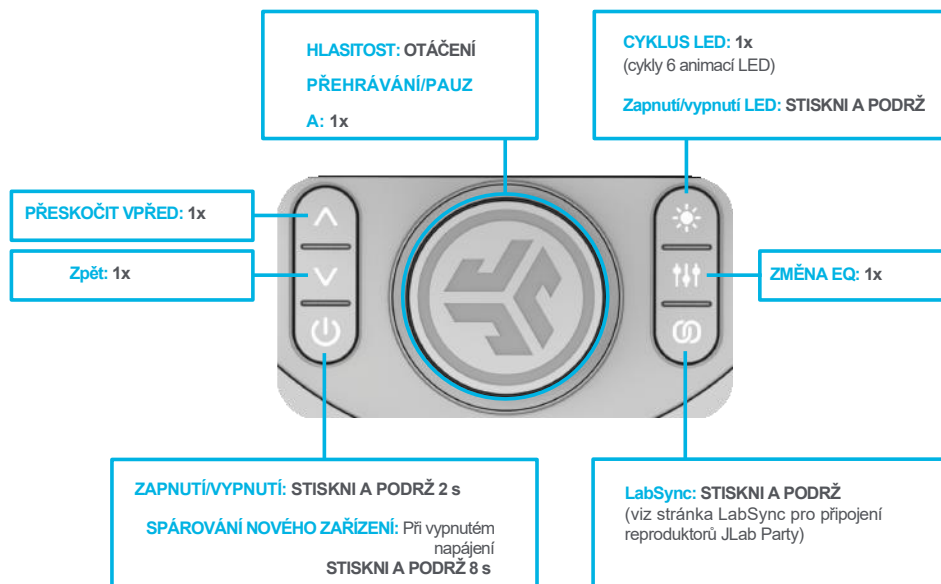 HLASITOST: OTÁČENÍ
PŘEHRÁVÁNÍ/PAUZ
A: 1x
CYKLUS LED: 1x
(cykly 6 animací LED)
Zapnutí/vypnutí LED: STISKNI A PODRŽ
PŘESKOČIT VPŘED: 1x
Zpět: 1x
ZMĚNA EQ: 1x
ZAPNUTÍ/VYPNUTÍ: STISKNI A PODRŽ 2 s
SPÁROVÁNÍ NOVÉHO ZAŘÍZENÍ: Při vypnutém
napájení
STISKNI A PODRŽ 8 s
LabSync: STISKNI A PODRŽ
(viz stránka LabSync pro připojení
reproduktorů JLab Party)